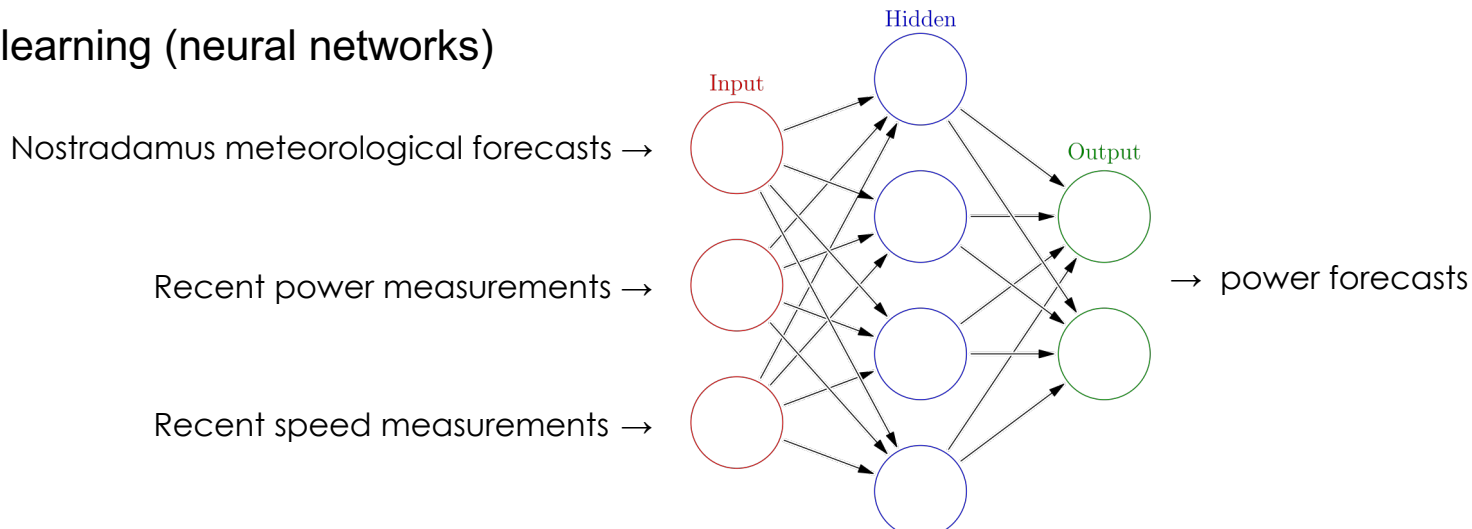 Hidden
learning (neural networks)
Input
Nostradamus meteorological forecasts →
Output
Recent power measurements →
→ power forecasts
Recent speed measurements →